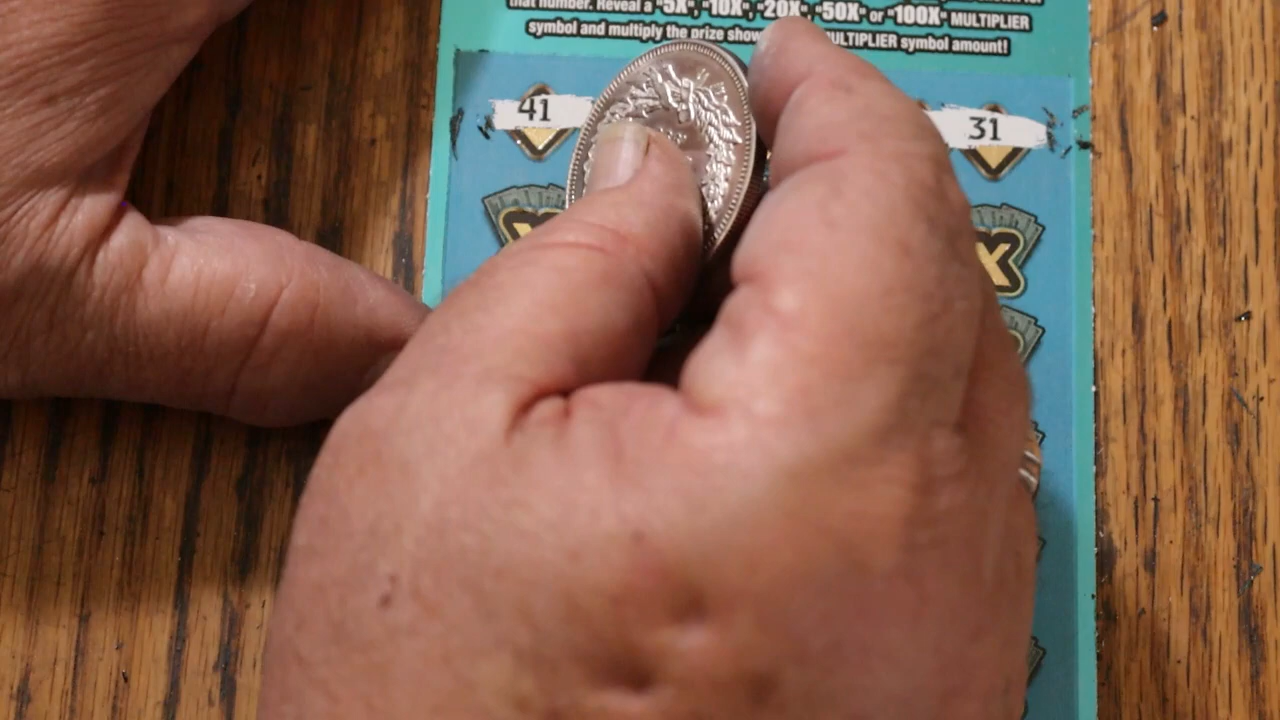 that number. Reveal a "5X", "10X", "20X", "50X" or "100X" MULTIPLIER
symbol and multiply the prize MULTIPLIER symbol amount!
41 31
X